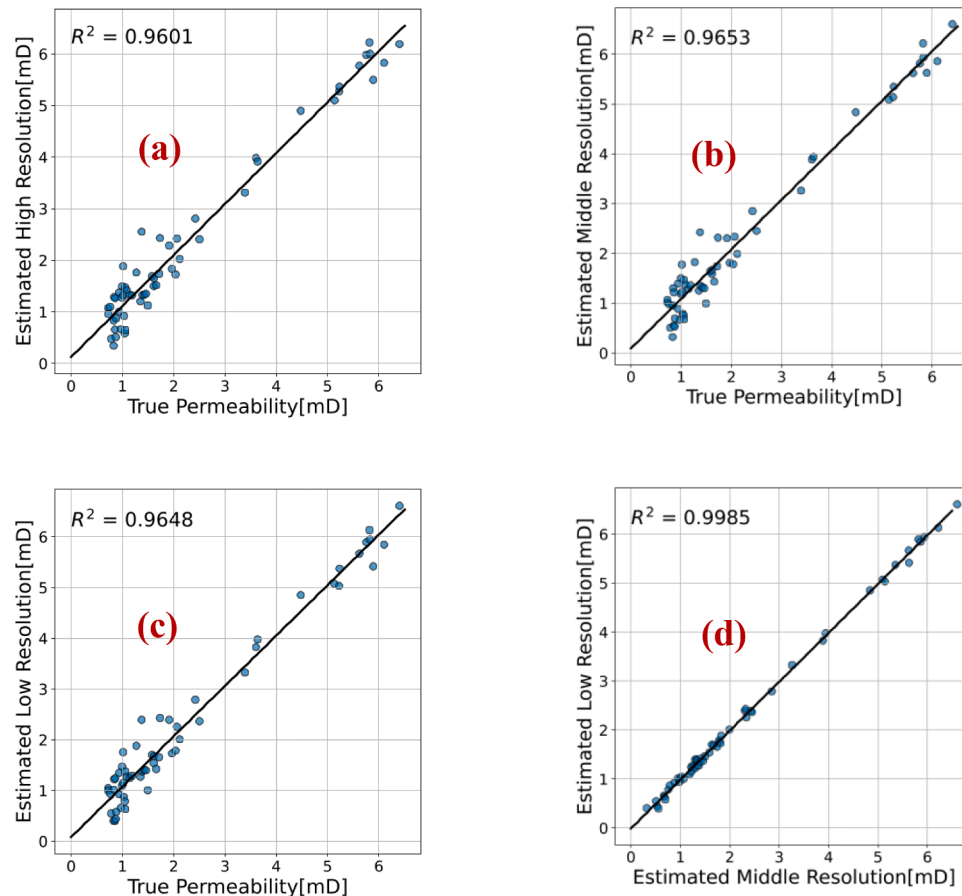 R² = 0.9601
(a)
Estimated High Resolution[mD]
6
5
4
3
2
1
0
0 1 2 3 4 5 6
True Permeability[mD]
R² = 0.9653
(b)
Estimated Middle Resolution[mD]
6
5
4
3
2
1
0
0 1 2 3 4 5 6
True Permeability[mD]
R² = 0.9648
(c)
Estimated Low Resolution[mD]
6
5
4
3
2
1
0
0 1 2 3 4 5 6
True Permeability[mD]
R² = 0.9985
(d)
Estimated Low Resolution[mD]
6
5
4
3
2
1
0
0 1 2 3 4 5 6
Estimated Middle Resolution[mD]